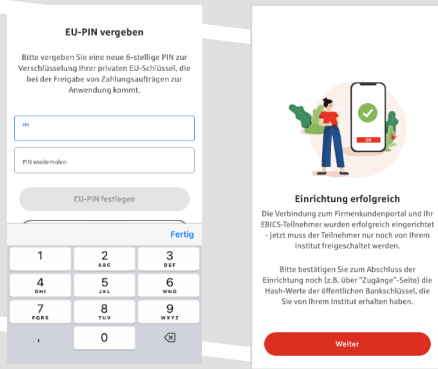 EU-PIN vergeben
Bitte vergeben Sie eine neue 6-stellige PIN zur
Verschlüsselung Ihrer privaten EU-Schlüssel, die
bei der Freigabe von Zahlungsaufträgen zur
Anwendung kommt.
PIN
PIN wiederholen
EU-PIN festlegen
Fertig
1
2
ABC
3
DEF
4
GHI
5
JKL
6
MNO
7
PQRS
8
TUV
9
WXYZ
,
0
OK
Einrichtung erfolgreich
Die Verbindung zum Firmenkundenportal und Ihr
EBICS-Teilnehmer wurden erfolgreich eingerichtet
- jetzt muss der Teilnehmer nur noch von Ihrem
Institut freigeschaltet werden.
Bitte bestätigen Sie zum Abschluss der
Einrichtung noch (z.B. über "Zugänge"-Seite) die
Hash-Werte der öffentlichen Bankschlüssel, die
Sie von Ihrem Institut erhalten haben.
Weiter